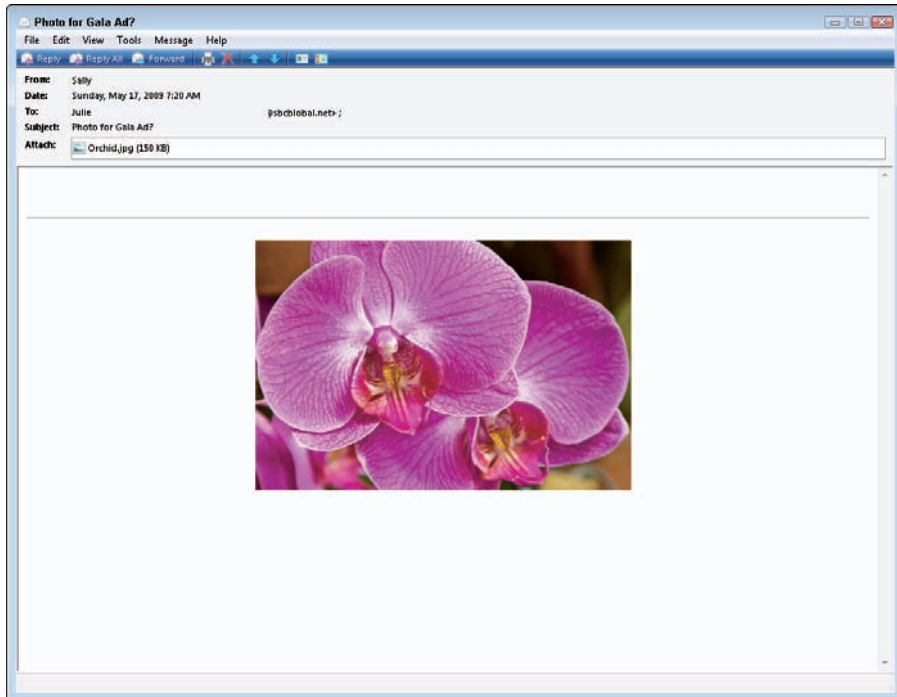 Photo for Gala Ad?
File Edit View Tools Message Help
Reply Reply All Forward
From: Sally
Date: Sunday, May 17, 2009 7:20 AM
To: Julie @sbcblobal.net> ;
Subject: Photo for Gala Ad?
Attach: Orchid.jpg (150 KB)